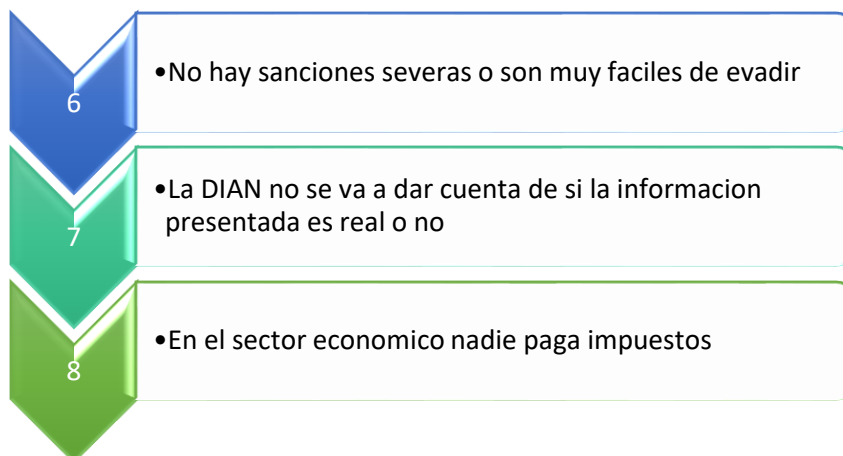 6
•No hay sanciones severas o son muy faciles de evadir
7
•La DIAN no se va a dar cuenta de si la informacion
presentada es real o no
8
•En el sector economico nadie paga impuestos